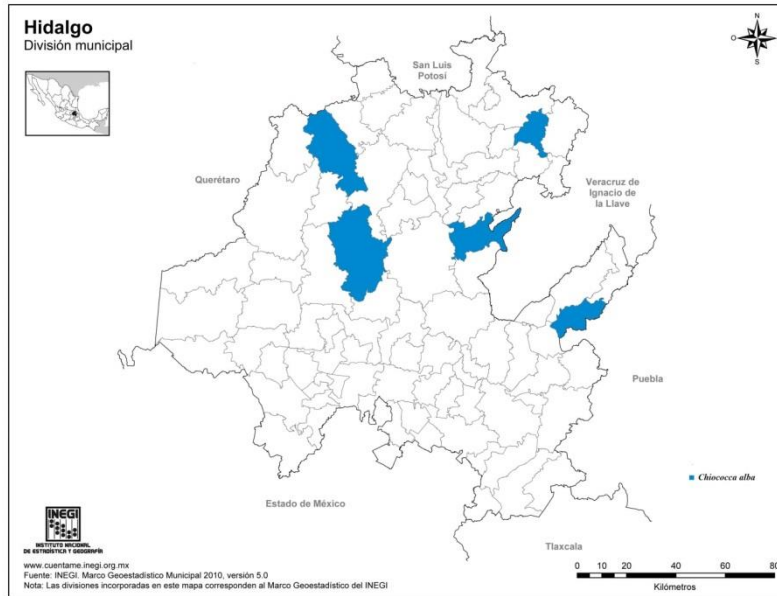 Hidalgo
División municipal
N
O
E
S
San Luis
Potosí
Querétaro
Veracruz de
Ignacio de
la Llave
Puebla
Chiococca alba
Estado de México
INEGI
INSTITUTO NACIONAL
DE ESTADÍSTICA Y GEOGRAFÍA
Tlaxcala
www.cuentame.inegi.org.mx
Fuente: INEGI. Marco Geoestadístico Municipal 2010, versión 5.0
Nota: Las divisiones incorporadas en este mapa corresponden al Marco Geoestadístico del INEGI
0 20 40 60 80
Kilómetros